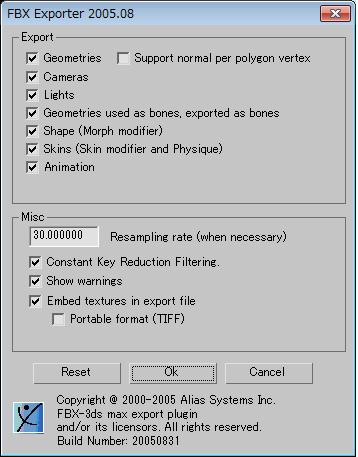 FBX Exporter 2005.08
Export
Geometries Support normal per polygon vertex
Cameras
Lights
Geometries used as bones, exported as bones
Shape (Morph modifier)
Skins (Skin modifier and Physique)
Animation
Misc
30.000000 Resampling rate (when necessary)
Constant Key Reduction Filtering.
Show warnings
Embed textures in export file
Portable format (TIFF)
Reset Ok Cancel
Copyright @ 2000-2005 Alias Systems Inc.
FBX-3ds max export plugin
and/or its licensors. All rights reserved.
Build Number: 20050831